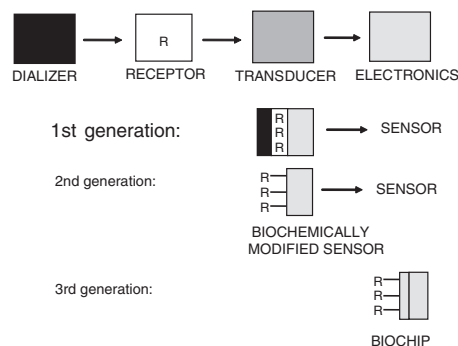 R
DIALIZER RECEPTOR TRANSDUCER ELECTRONICS
1st generation:
R
R
R
SENSOR
2nd generation:
R
R
R
SENSOR
BIOCHEMICALLY
MODIFIED SENSOR
3rd generation:
R
R
R
BIOCHIP